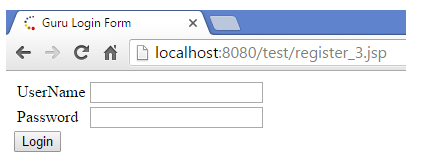 Guru Login Form
localhost:8080/test/register_3.jsp
UserName
Password
Login